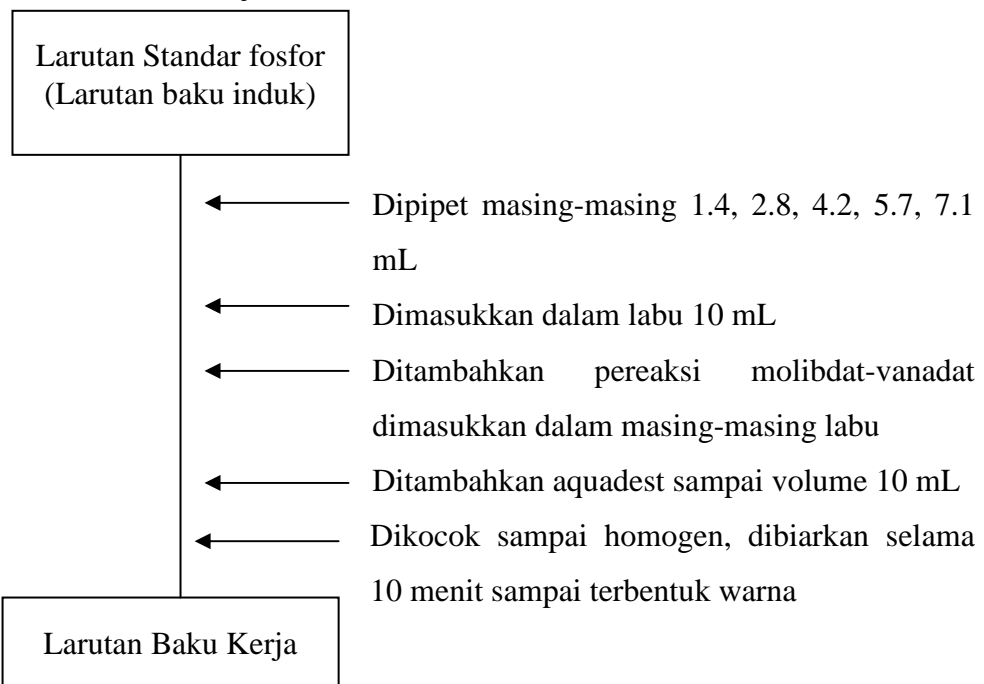 Larutan Standar fosfor
(Larutan baku induk)
Dipipet masing-masing 1.4, 2.8, 4.2, 5.7, 7.1
mL
Dimasukkan dalam labu 10 mL
Ditambahkan pereaksi molibdat-vanadat
dimasukkan dalam masing-masing labu
Ditambahkan aquadest sampai volume 10 mL
Dikocok sampai homogen, dibiarkan selama
10 menit sampai terbentuk warna
Larutan Baku Kerja